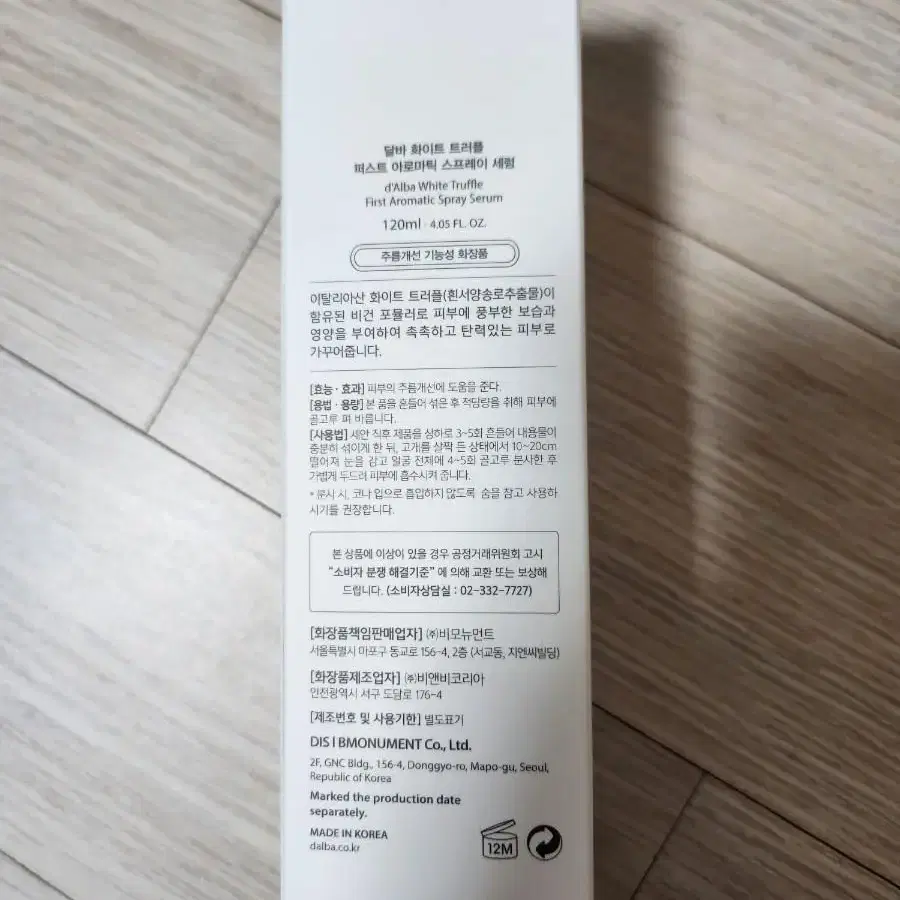 달바 화이트 트러플
퍼스트 아로마틱 스프레이 세럼
d'Alba White Truffle
First Aromatic Spray Serum
120ml · 4.05 FL. OZ.
주름개선 기능성 화장품
이탈리아산 화이트 트러플(흰서양송로추출물)이
함유된 비건 포뮬러로 피부에 풍부한 보습과
영양을 부여하여 촉촉하고 탄력있는 피부로
가꾸어줍니다.
[효능 · 효과] 피부의 주름개선에 도움을 준다.
[용법 · 용량] 본 품을 흔들어 섞은 후 적당량을 취해 피부에
골고루 펴 바릅니다.
[사용법] 세안 직후 제품을 상하로 3~5회 흔들어 내용물이
충분히 섞이게 한 뒤, 고개를 살짝 든 상태에서 10~20cm
떨어져 눈을 감고 얼굴 전체에 4~5회 골고루 분사한 후
가볍게 두드려 피부에 흡수시켜 줍니다.
* 분사 시, 코나 입으로 흡입하지 않도록 숨을 참고 사용하
시기를 권장합니다.
본 상품에 이상이 있을 경우 공정거래위원회 고시
“소비자 분쟁 해결기준” 에 의해 교환 또는 보상해
드립니다. (소비자상담실 : 02-332-7727)
[화장품책임판매업자] ㈜비모뉴먼트
서울특별시 마포구 동교로 156-4, 2층 (서교동, 지엔씨빌딩)
[화장품제조업자] ㈜비앤비코리아
인천광역시 서구 도담로 176-4
[제조번호 및 사용기한] 별도표기
DIS I BMONUMENT Co., Ltd.
2F, GNC Bldg., 156-4, Donggyo-ro, Mapo-gu, Seoul,
Republic of Korea
Marked the production date
separately.
MADE IN KOREA
dalba.co.kr
12M